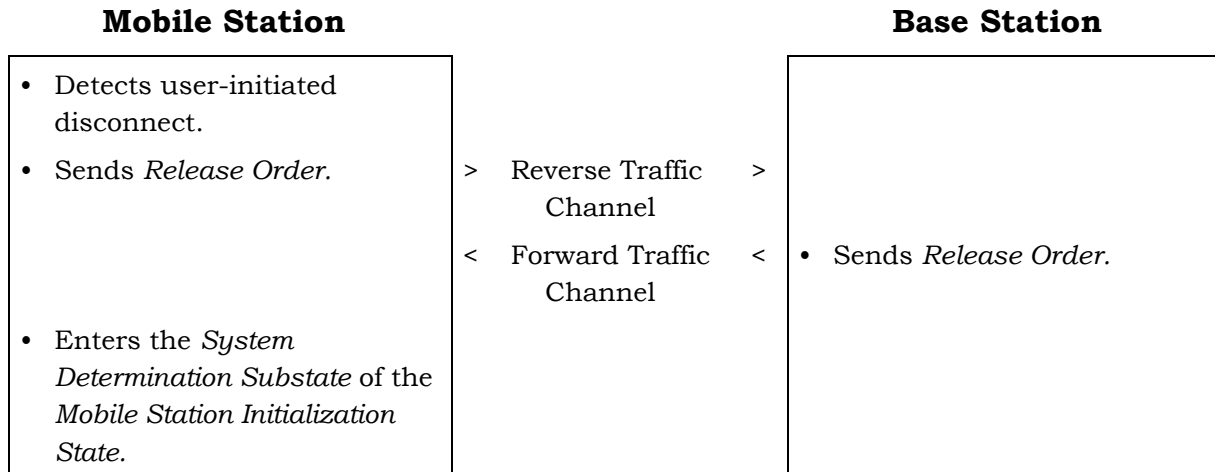 Mobile Station Base Station
• Detects user-initiated
disconnect.
• Sends Release Order. > Reverse Traffic >
Channel
< Forward Traffic < • Sends Release Order.
Channel
• Enters the System
Determination Substate of the
Mobile Station Initialization
State.